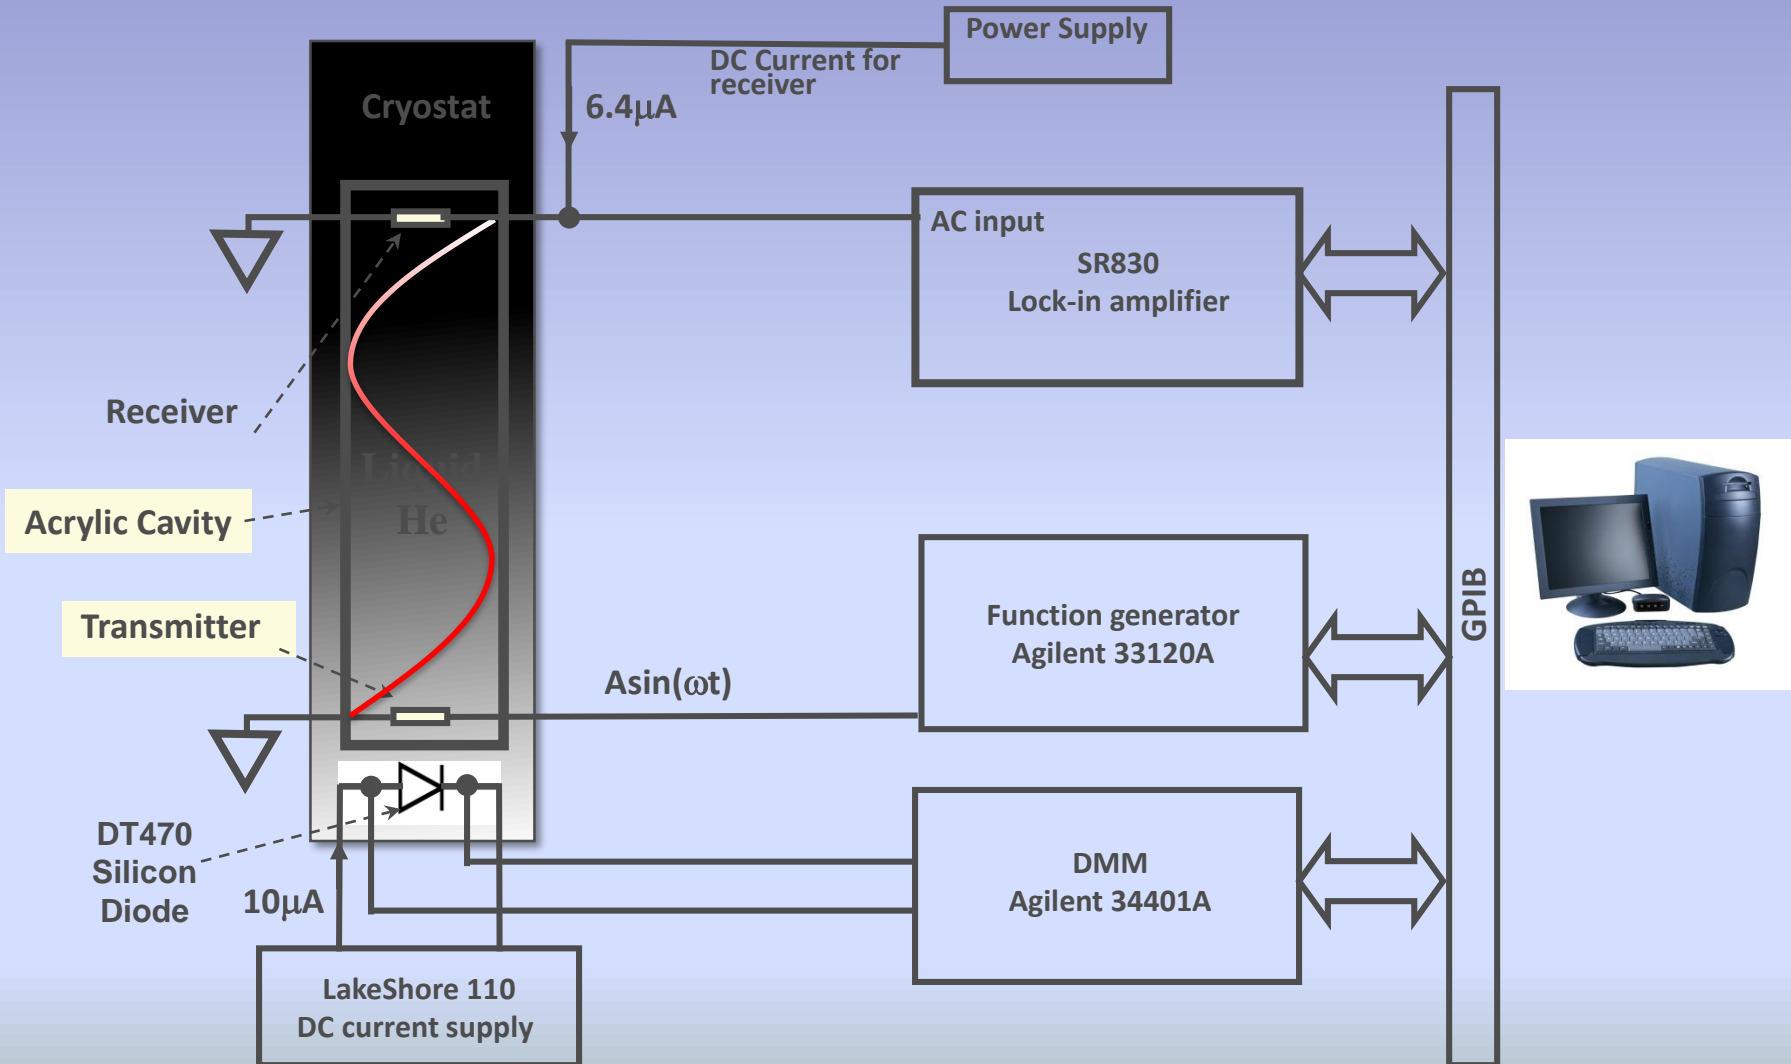 Power Supply
DC Current for
receiver
Cryostat
6.4μA
AC input
SR830
Lock-in amplifier
Receiver
Liquid
He
Acrylic Cavity
Transmitter
Asin(ωt)
Function generator
Agilent 33120A
GPIB
DT470
Silicon
Diode
10μA
DMM
Agilent 34401A
LakeShore 110
DC current supply